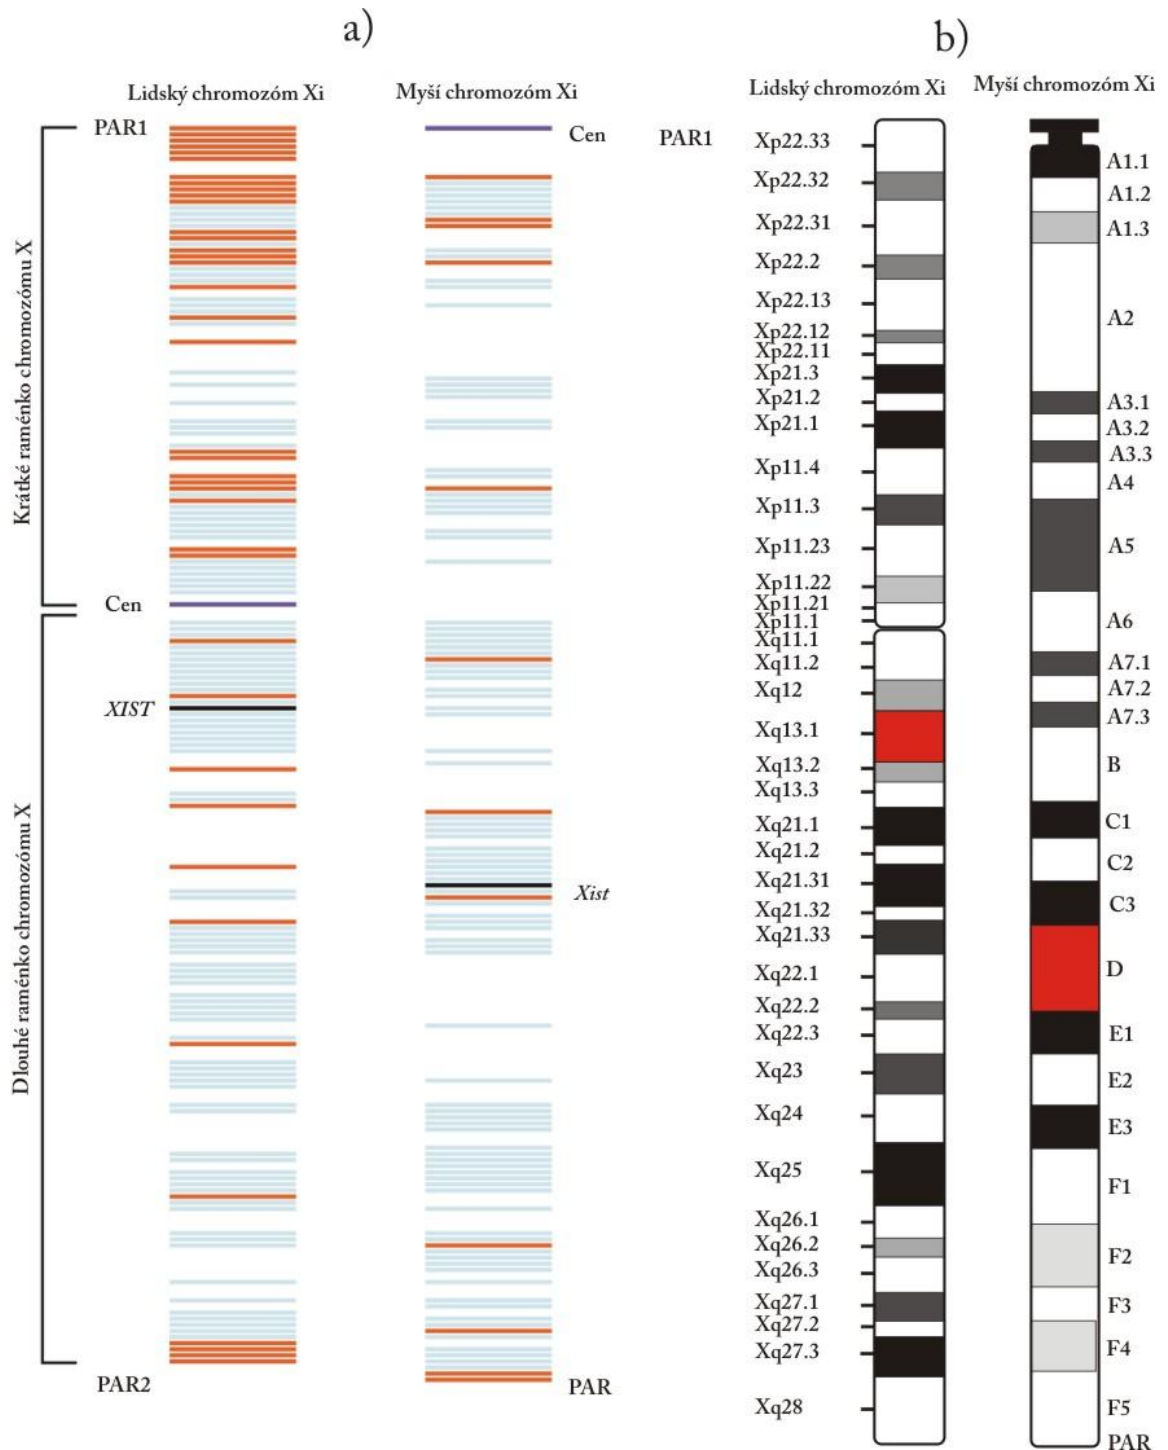 a)
Lidský chromozóm Xi
Myší chromozóm Xi
PAR1
Cen
Krátké raménko chromozómu X
Cen
XIST
Xist
Dlouhé raménko chromozómu X
PAR2
PAR
b)
Lidský chromozóm Xi
Myší chromozóm Xi
PAR1
Xp22.33
Xp22.32
Xp22.31
Xp22.2
Xp22.13
Xp22.12
Xp22.11
Xp21.3
Xp21.2
Xp21.1
Xp11.4
Xp11.3
Xp11.23
Xp11.22
Xp11.21
Xp11.1
Xq11.1
Xq11.2
Xq12
Xq13.1
Xq13.2
Xq13.3
Xq21.1
Xq21.2
Xq21.31
Xq21.32
Xq21.33
Xq22.1
Xq22.2
Xq22.3
Xq23
Xq24
Xq25
Xq26.1
Xq26.2
Xq26.3
Xq27.1
Xq27.2
Xq27.3
Xq28
A1.1
A1.2
A1.3
A2
A3.1
A3.2
A3.3
A4
A5
A6
A7.1
A7.2
A7.3
B
C1
C2
C3
D
E1
E2
E3
F1
F2
F3
F4
F5
PAR